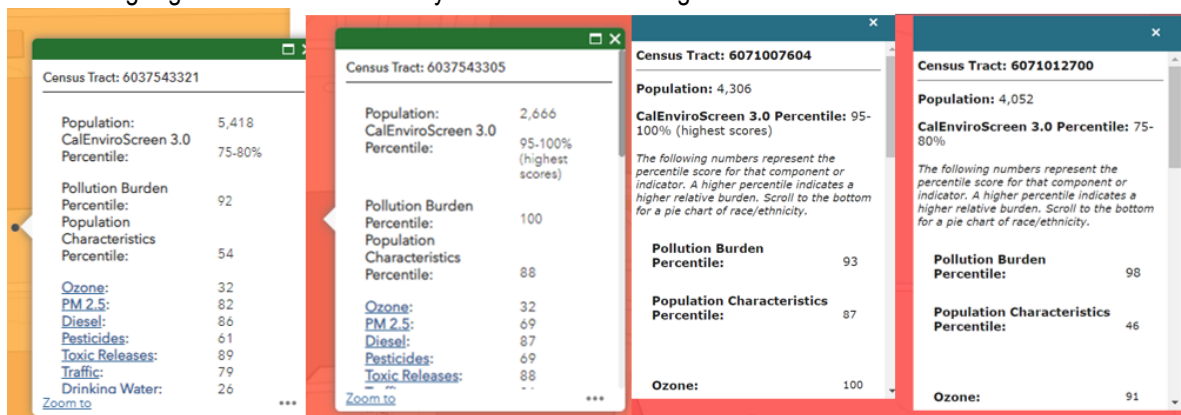 Census Tract: 6037543321
Population: 5,418
CalEnviroScreen 3.0
Percentile: 75-80%
Pollution Burden
Percentile: 92
Population
Characteristics
Percentile: 54
Ozone: 32
PM 2.5: 82
Diesel: 86
Pesticides: 61
Toxic Releases: 89
Traffic: 79
Drinking Water: 26
Zoom to
Census Tract: 6037543305
Population: 2,666
CalEnviroScreen 3.0
Percentile: 95-100%
(highest
scores)
Pollution Burden
Percentile: 100
Population
Characteristics
Percentile: 88
Ozone: 32
PM 2.5: 69
Diesel: 87
Pesticides: 69
Toxic Releases: 88
Zoom to
Census Tract: 6071007604
Population: 4,306
CalEnviroScreen 3.0 Percentile: 95-
100% (highest scores)
The following numbers represent the
percentile score for that component or
indicator. A higher percentile indicates a
higher relative burden. Scroll to the bottom
for a pie chart of race/ethnicity.
Pollution Burden
Percentile: 93
Population Characteristics
Percentile: 87
Ozone: 100
Census Tract: 6071012700
Population: 4,052
CalEnviroScreen 3.0 Percentile: 75-
80%
The following numbers represent the
percentile score for that component or
indicator. A higher percentile indicates a
higher relative burden. Scroll to the bottom
for a pie chart of race/ethnicity.
Pollution Burden
Percentile: 98
Population Characteristics
Percentile: 46
Ozone: 91